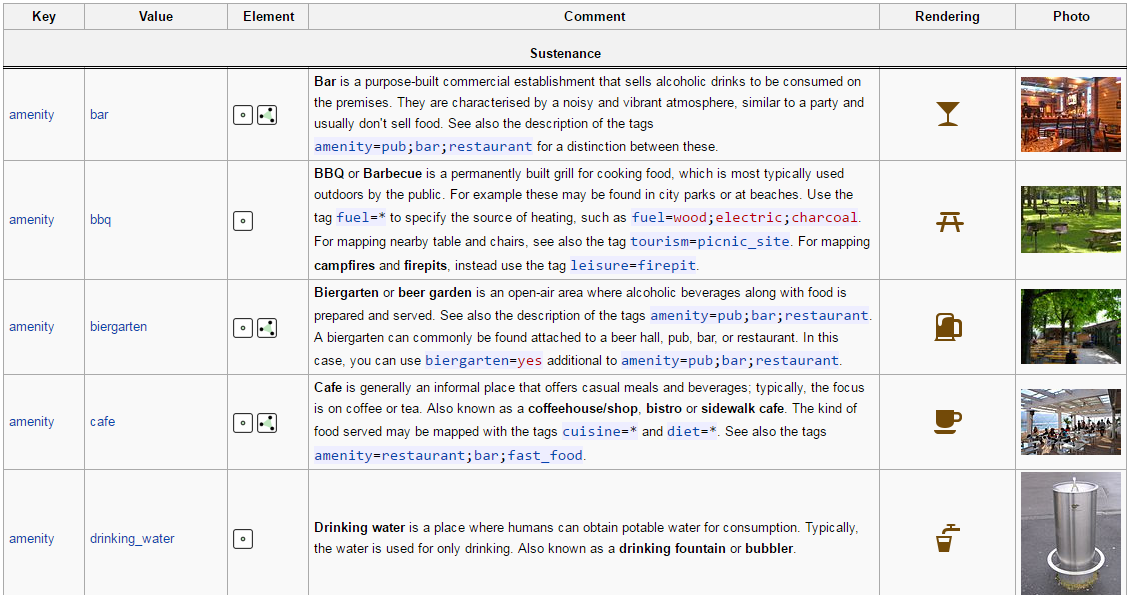 Key Value Element Comment Rendering Photo
Sustenance
amenity
bar
Bar is a purpose-built commercial establishment that sells alcoholic drinks to be consumed on
the premises. They are characterised by a noisy and vibrant atmosphere, similar to a party and
usually don't sell food. See also the description of the tags
amenity=pub;bar;restaurant for a distinction between these.
amenity
bbq
BBQ or Barbecue is a permanently built grill for cooking food, which is most typically used
outdoors by the public. For example these may be found in city parks or at beaches. Use the
tag fuel=* to specify the source of heating, such as fuel=wood;electric;charcoal.
For mapping nearby table and chairs, see also the tag tourism=picnic_site. For mapping
campfires and firepits, instead use the tag leisure=firepit.
amenity
biergarten
Biergarten or beer garden is an open-air area where alcoholic beverages along with food is
prepared and served. See also the description of the tags amenity=pub;bar;restaurant.
A biergarten can commonly be found attached to a beer hall, pub, bar, or restaurant. In this
case, you can use biergarten=yes additional to amenity=pub;bar;restaurant.
amenity
cafe
Cafe is generally an informal place that offers casual meals and beverages; typically, the focus
is on coffee or tea. Also known as a coffeehouse/shop, bistro or sidewalk cafe. The kind of
food served may be mapped with the tags cuisine=* and diet=*. See also the tags
amenity=restaurant;bar;fast_food.
amenity
drinking_water
Drinking water is a place where humans can obtain potable water for consumption. Typically,
the water is used for only drinking. Also known as a drinking fountain or bubbler.